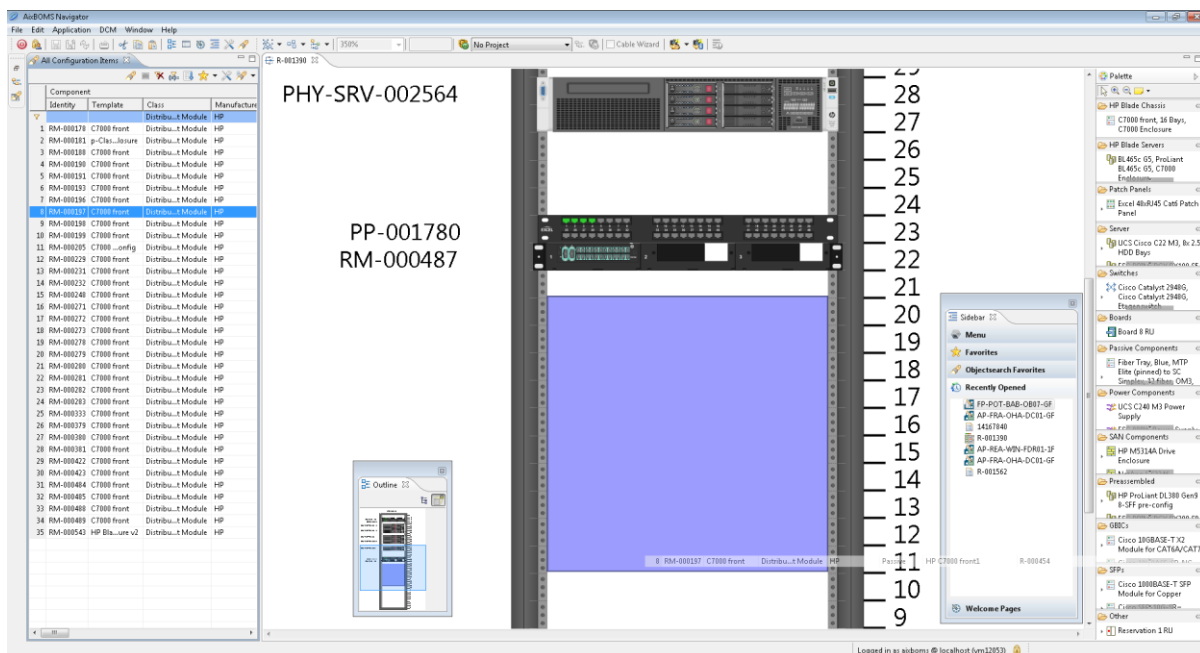 AixBOMS Navigator
File Edit Application DCM Window Help
350% No Project Cable Wizard
All Configuration Items
Component
Identity Template Class Manufacture
Distribu...t Module HP
1 RM-000178 C7000 front Distribu...t Module HP
2 RM-000181 p-Clas...losure Distribu...t Module HP
3 RM-000188 C7000 front Distribu...t Module HP
4 RM-000190 C7000 front Distribu...t Module HP
5 RM-000191 C7000 front Distribu...t Module HP
6 RM-000193 C7000 front Distribu...t Module HP
7 RM-000196 C7000 front Distribu...t Module HP
8 RM-000197 C7000 front Distribu...t Module HP
9 RM-000198 C7000 front Distribu...t Module HP
10 RM-000199 C7000 front Distribu...t Module HP
11 RM-000205 C7000 ...onfig Distribu...t Module HP
12 RM-000229 C7000 front Distribu...t Module HP
13 RM-000231 C7000 front Distribu...t Module HP
14 RM-000232 C7000 front Distribu...t Module HP
15 RM-000240 C7000 front Distribu...t Module HP
16 RM-000271 C7000 front Distribu...t Module HP
17 RM-000272 C7000 front Distribu...t Module HP
18 RM-000273 C7000 front Distribu...t Module HP
19 RM-000278 C7000 front Distribu...t Module HP
20 RM-000279 C7000 front Distribu...t Module HP
21 RM-000280 C7000 front Distribu...t Module HP
22 RM-000281 C7000 front Distribu...t Module HP
23 RM-000282 C7000 front Distribu...t Module HP
24 RM-000283 C7000 front Distribu...t Module HP
25 RM-000333 C7000 front Distribu...t Module HP
26 RM-000379 C7000 front Distribu...t Module HP
27 RM-000380 C7000 front Distribu...t Module HP
28 RM-000381 C7000 front Distribu...t Module HP
29 RM-000422 C7000 front Distribu...t Module HP
30 RM-000423 C7000 front Distribu...t Module HP
31 RM-000484 C7000 front Distribu...t Module HP
32 RM-000485 C7000 front Distribu...t Module HP
33 RM-000488 C7000 front Distribu...t Module HP
34 RM-000489 C7000 front Distribu...t Module HP
35 RM-000543 HP Bla...ure v2 Distribu...t Module HP
R-001390
PHY-SRV-002564
PP-001780
RM-000487
29
28
27
26
25
24
23
22
21
20
19
18
17
16
15
14
13
12
11
10
9
1 2 3
8 RM-000197 C7000 front Distribu...t Module HP Passive HP C7000 front1 R-000454
Outline
Sidebar
Menu
Favorites
Objectsearch Favorites
Recently Opened
FP-POT-BAB-OB07-GF
AP-FRA-OHA-DC01-GF
14167840
R-001390
AP-REA-WIN-FDR01-1F
AP-FRA-OHA-DC01-GF
R-001562
Welcome Pages
Palette
HP Blade Chassis
C7000 front, 16 Bays,
C7000 Enclosure
HP Blade Servers
BL465c G5, ProLiant
BL465c G5, C7000
Enclosure
Patch Panels
Excel 48xRJ45 Cat6 Patch
Panel
Server
UCS Cisco C22 M3, 8x 2.5
HDD Bays
Switches
Cisco Catalyst 2948G,
Cisco Catalyst 2948G,
Etagenswitch
Boards
Board 8 RU
Passive Components
Fiber Tray, Blue, MTP
Elite (pinned) to SC
Simplex, 12 fiber, OM3,
Power Components
UCS C240 M3 Power
Supply
SAN Components
HP M5314A Drive
Enclosure
Preassembled
HP ProLiant DL380 Gen9
8-SFF pre-config
GBICs
Cisco 10GBASE-T X2
Module for CAT6A/CAT7
SFPs
Cisco 1000BASE-T SFP
Module for Copper
Other
Reservation 1 RU
Logged in as aixboms @ localhost (vm12053)